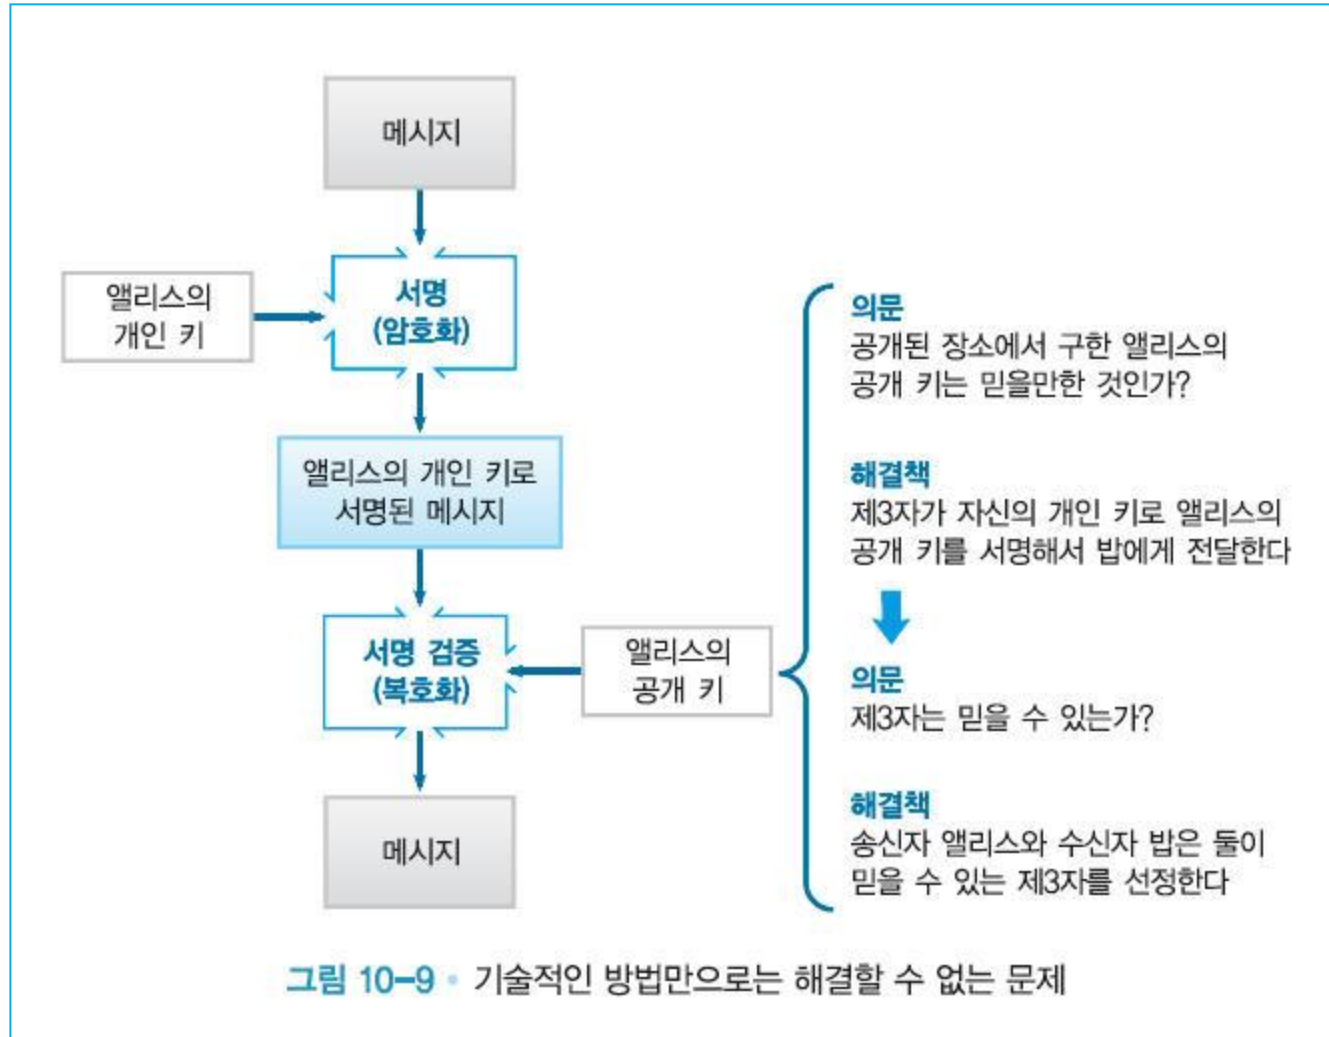 메시지
앨리스의
개인 키
서명
(암호화)
앨리스의 개인 키로
서명된 메시지
서명 검증
(복호화)
앨리스의
공개 키
메시지
의문
공개된 장소에서 구한 앨리스의
공개 키는 믿을만한 것인가?
해결책
제3자가 자신의 개인 키로 앨리스의
공개 키를 서명해서 밥에게 전달한다
의문
제3자는 믿을 수 있는가?
해결책
송신자 앨리스와 수신자 밥은 둘이
믿을 수 있는 제3자를 선정한다
그림 10-9 • 기술적인 방법만으로는 해결할 수 없는 문제